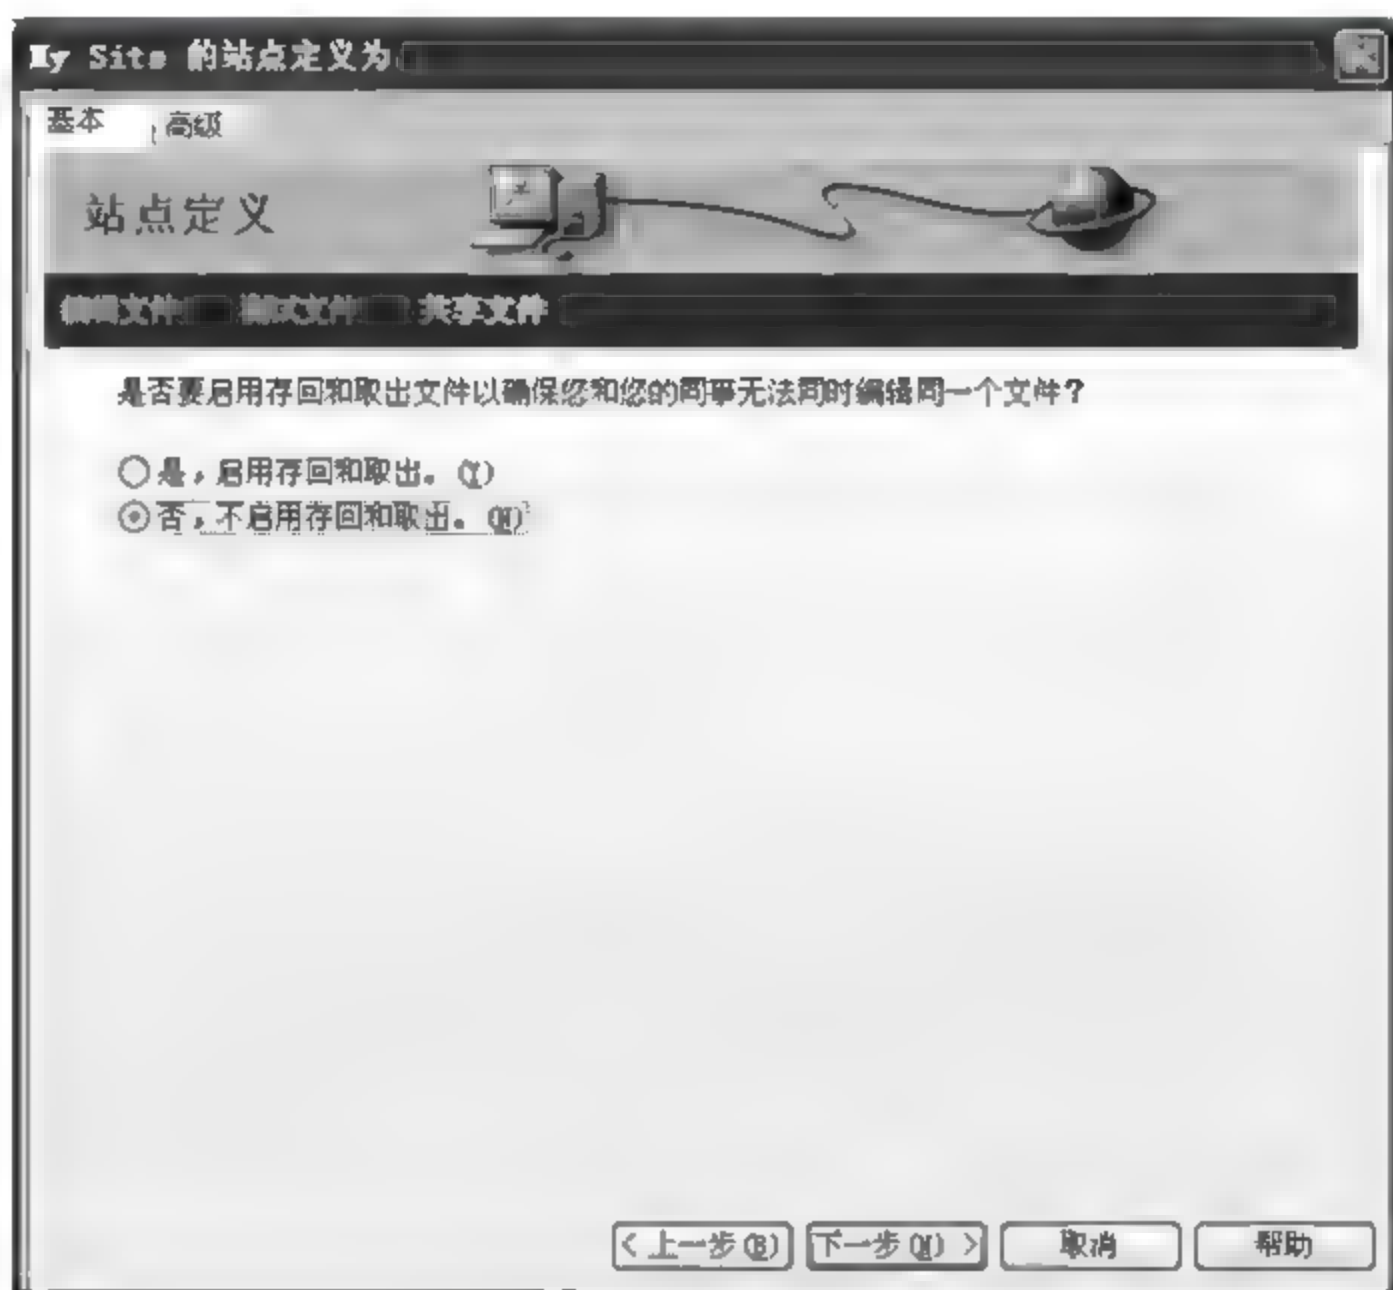 My Site 的站点定义为
基本 高级
站点定义
编辑文件 测试文件 共享文件
是否要启用存回和取出文件以确保您和您的同事无法同时编辑同一个文件?
是,启用存回和取出。(Y)
否,不启用存回和取出。(N)
< 上一步(B) 下一步(N) > 取消 帮助